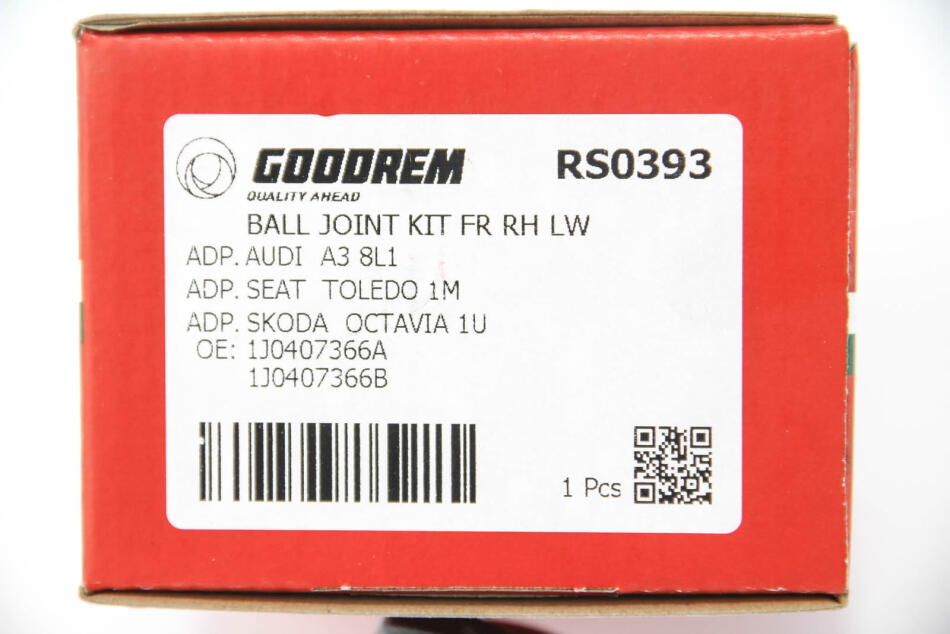 GOODREM
QUALITY AHEAD
RS0393
BALL JOINT KIT FR RH LW
ADP. AUDI A3 8L1
ADP. SEAT TOLEDO 1M
ADP. SKODA OCTAVIA 1U
OE: 1J0407366A
1J0407366B
1 Pcs